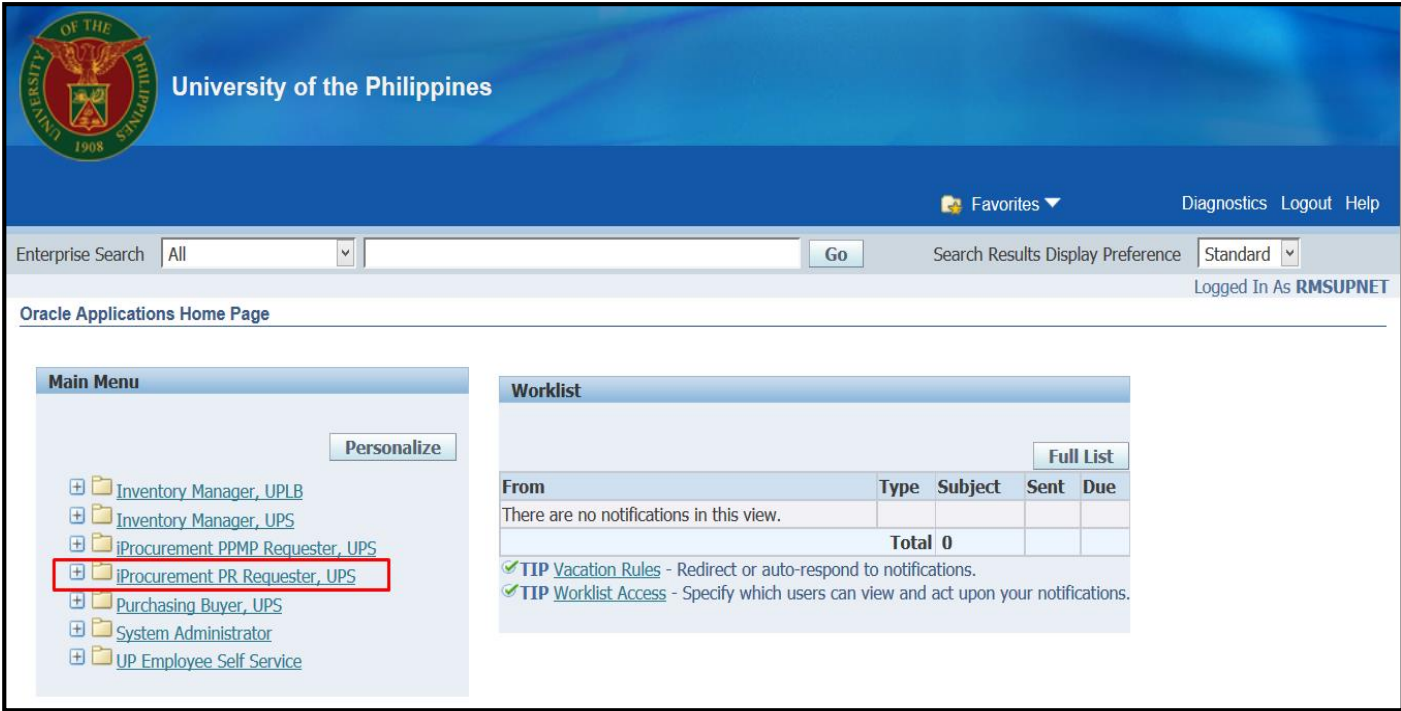 UNIVERSITY OF THE PHILIPPINES
1908
University of the Philippines
Favorites Diagnostics Logout Help
Enterprise Search All Go Search Results Display Preference Standard
Logged In As RMSUPNET
Oracle Applications Home Page
Main Menu
Personalize
Inventory Manager, UPLB
Inventory Manager, UPS
iProcurement PPMP Requester, UPS
iProcurement PR Requester, UPS
Purchasing Buyer, UPS
System Administrator
UP Employee Self Service
Worklist
Full List
From Type Subject Sent Due
There are no notifications in this view.
Total 0
TIP Vacation Rules - Redirect or auto-respond to notifications.
TIP Worklist Access - Specify which users can view and act upon your notifications.